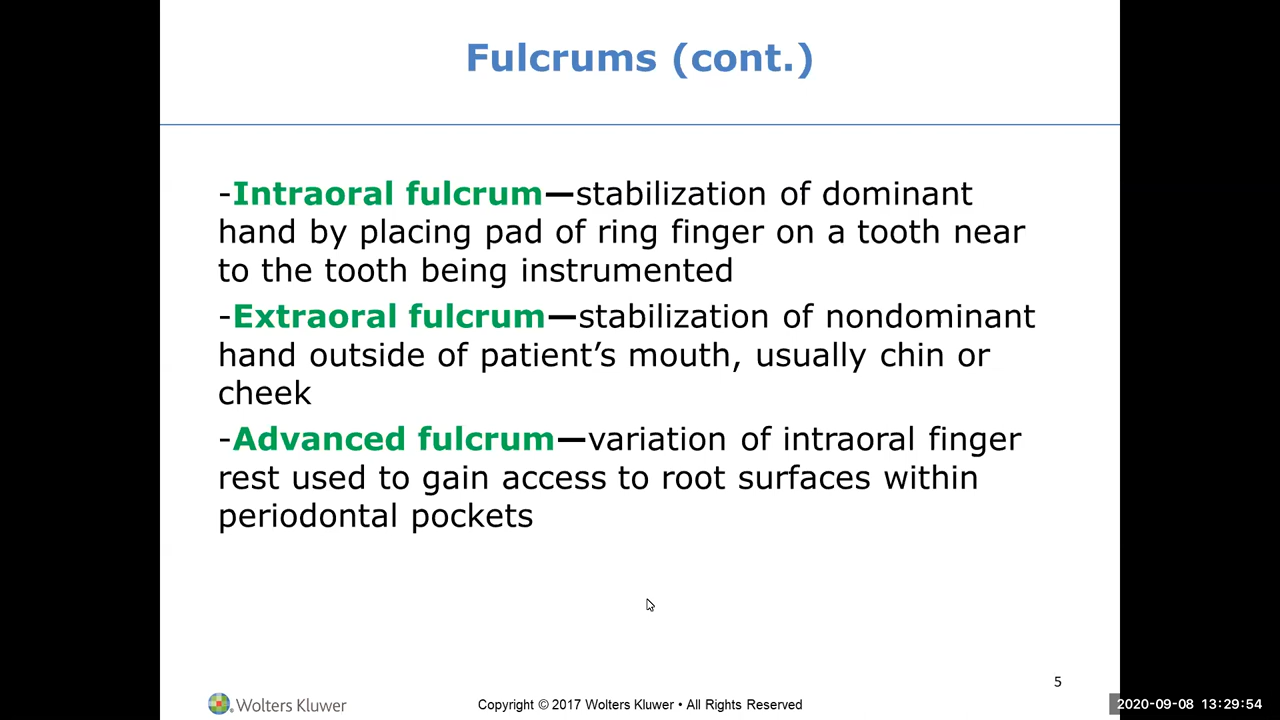 Fulcrums (cont.)
-Intraoral fulcrum—stabilization of dominant
hand by placing pad of ring finger on a tooth near
to the tooth being instrumented
-Extraoral fulcrum—stabilization of nondominant
hand outside of patient’s mouth, usually chin or
cheek
-Advanced fulcrum—variation of intraoral finger
rest used to gain access to root surfaces within
periodontal pockets
5
Wolters Kluwer
Copyright © 2017 Wolters Kluwer • All Rights Reserved
2020-09-08 13:29:54